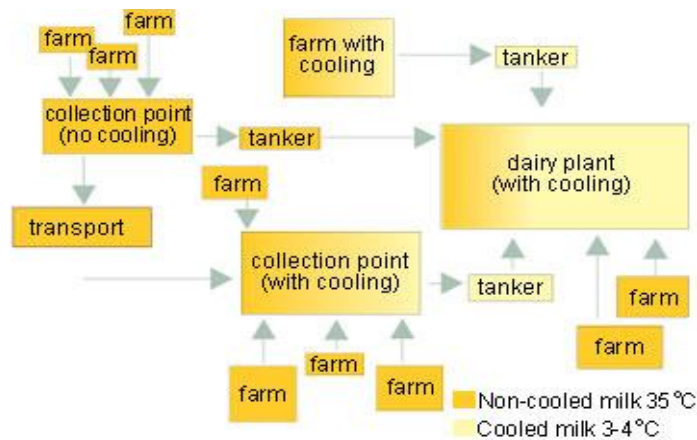 farm
farm
farm
collection point
(no cooling)
tanker
transport
farm with
cooling
tanker
dairy plant
(with cooling)
farm
collection point
(with cooling)
tanker
farm
farm
farm
farm
farm
Non-cooled milk 35 °C
Cooled milk 3-4°C